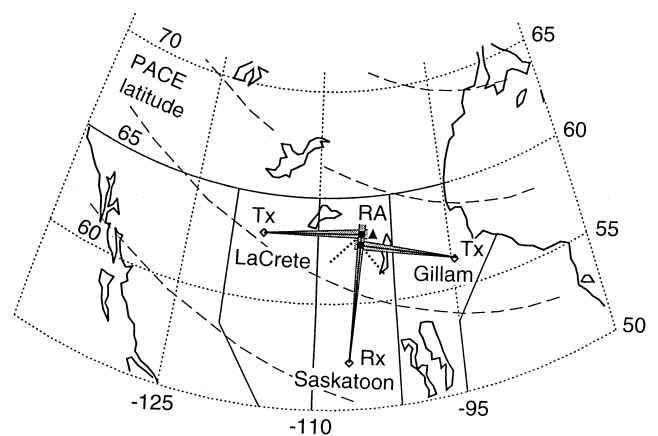 70
65
PACE
latitude
65
60
60
55
50
Tx
RA
LaCrete
Tx
Gillam
Rx
Saskatoon
-125
-110
-95